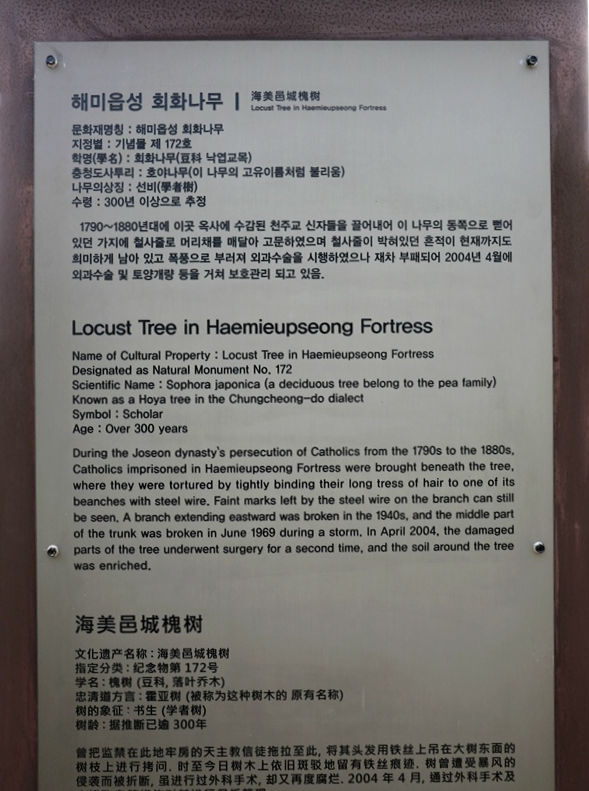 해미읍성 회화나무 | 海美邑城槐树
Locust Tree in Haemieupseong Fortress
문화재명칭 : 해미읍성 회화나무
지정별 : 기념물 제 172호
학명(學名) : 회화나무(豆科 낙엽교목)
충청도사투리 : 호야나무(이 나무의 고유이름처럼 불리움)
나무의상징 : 선비(學者樹)
수령 : 300년 이상으로 추정
1790~1880년대에 이곳 옥사에 수감된 천주교 신자들을 끌어내어 이 나무의 동쪽으로 뻗어
있던 가지에 철사줄로 머리채를 매달아 고문하였으며 철사줄이 박혀있던 흔적이 현재까지도
희미하게 남아 있고 폭풍으로 부러져 외과수술을 시행하였으나 재차 부패되어 2004년 4월에
외과수술 및 토양개량 등을 거쳐 보호관리 되고 있음.
Locust Tree in Haemieupseong Fortress
Name of Cultural Property : Locust Tree in Haemieupseong Fortress
Designated as Natural Monument No. 172
Scientific Name : Sophora japonica (a deciduous tree belong to the pea family)
Known as a Hoya tree in the Chungcheong-do dialect
Symbol : Scholar
Age : Over 300 years
During the Joseon dynasty`s persecution of Catholics from the 1790s to the 1880s,
Catholics imprisoned in Haemieupseong Fortress were brought beneath the tree,
where they were tortured by tightly binding their long tress of hair to one of its
beanches with steel wire. Faint marks left by the steel wire on the branch can still
be seen. A branch extending eastward was broken in the 1940s, and the middle part
of the trunk was broken in June 1969 during a storm. In April 2004, the damaged
parts of the tree underwent surgery for a second time, and the soil around the tree
was enriched.
海美邑城槐树
文化遗产名称 : 海美邑城槐树
指定分类 : 纪念物第 172号
学名 : 槐树 (豆科, 落叶乔木)
忠清道方言 : 霍亚树 (被称为这种树木的 原有名称)
树的象征 : 书生 (学者树)
树龄 : 据推断已逾 300年
曾把监禁在此地牢房的天主教信徒拖拉至此, 将其头发用铁丝上吊在大树东面的
树枝上进行拷问. 时至今日树木上依旧斑驳地留有铁丝痕迹. 树曾遭受暴风的
侵袭而被折断, 虽进行过外科手术, 却又再度腐烂. 2004 年 4 月, 通过外科手术及